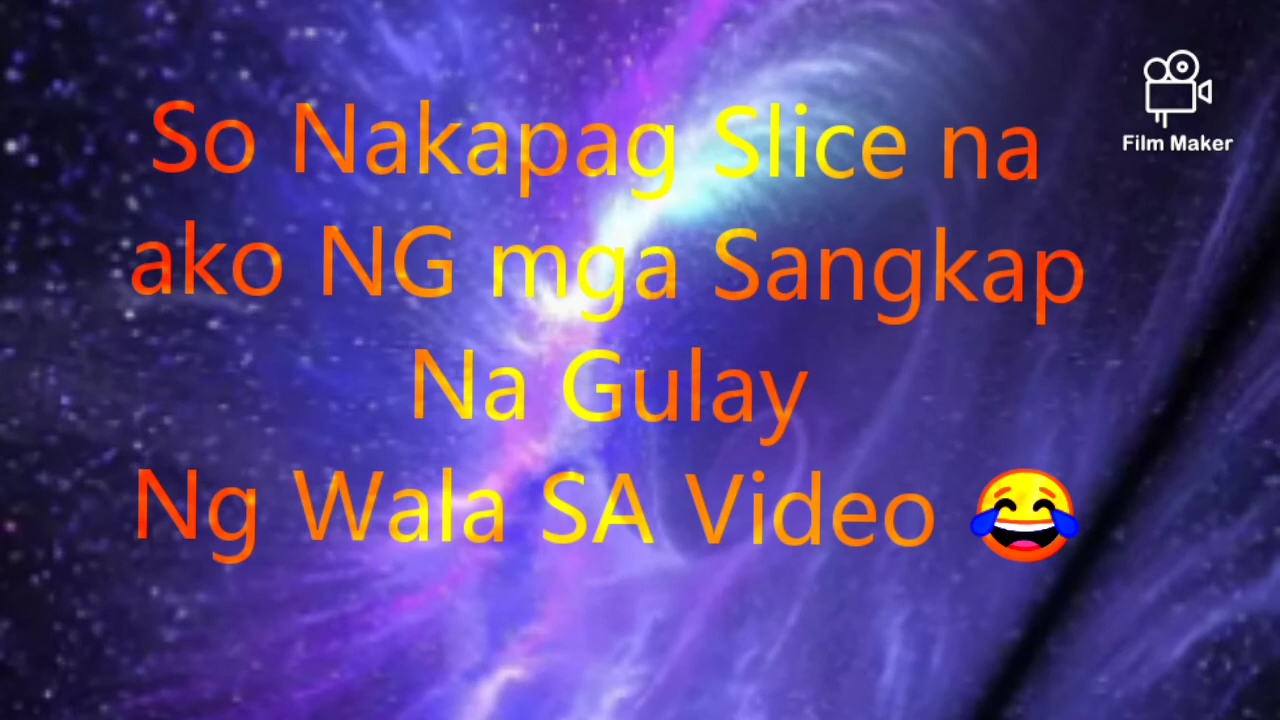 So Nakapag Slice na
ako NG mga Sangkap
Na Gulay
Ng Wala SA Video 😂
Film Maker